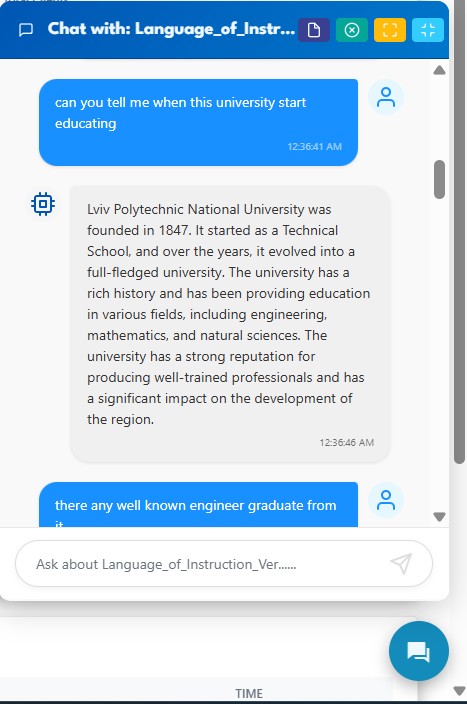 Chat with: Language_of_Instr...
can you tell me when this university start
educating
12:36:41 AM
Lviv Polytechnic National University was
founded in 1847. It started as a Technical
School, and over the years, it evolved into a
full-fledged university. The university has a
rich history and has been providing education
in various fields, including engineering,
mathematics, and natural sciences. The
university has a strong reputation for
producing well-trained professionals and has
a significant impact on the development of
the region.
12:36:46 AM
there any well known engineer graduate from
it
Ask about Language_of_Instruction_Ver......
TIME